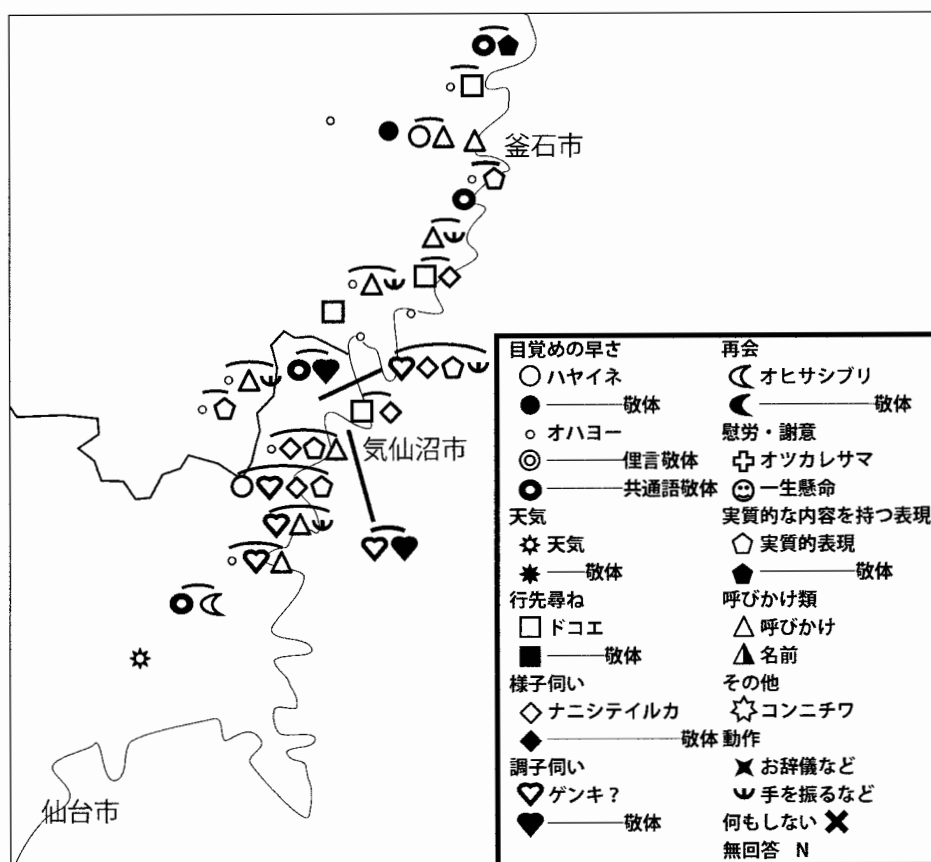 釜石市
気仙沼市
仙台市
目覚めの早さ
ハヤイネ
————敬体
オハヨー
————俚言敬体
————共通語敬体
天気
天気
——敬体
行先尋ね
ドコエ
———敬体
様子伺い
ナニシテイルカ
————————敬体
調子伺い
ゲンキ?
————敬体
再会
オヒサシブリ
——————敬体
慰労・謝意
オツカレサマ
一生懸命
実質的な内容を持つ表現
実質的表現
——————敬体
呼びかけ類
呼びかけ
名前
その他
コンニチワ
動作
お辞儀など
手を振るなど
何もしない
無回答 N